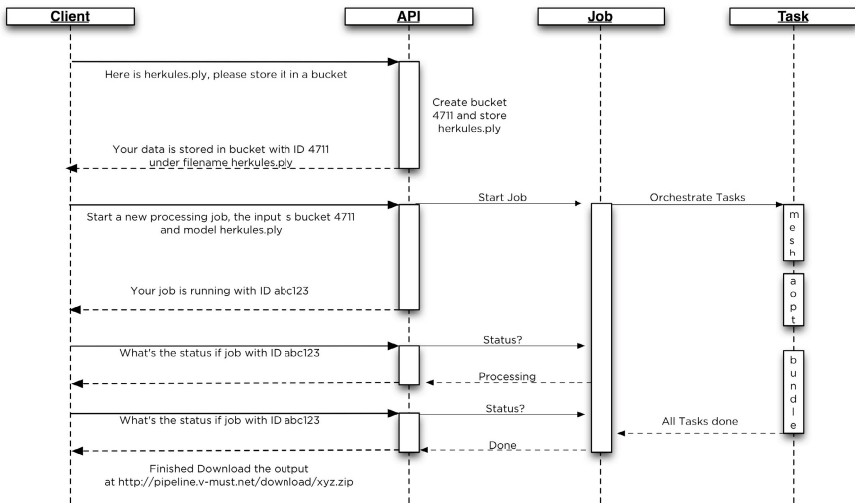 Client
API
Job
Task
Here is herkules.ply, please store it in a bucket
Create bucket
4711 and store
herkules.ply
Your data is stored in bucket with ID 4711
under filename herkules.ply
Start Job
Orchestrate Tasks
Start a new processing job, the input is bucket 4711
and model herkules.ply
m
e
s
h
Your job is running with ID abc123
a
o
p
t
Status?
What's the status if job with ID abc123
Processing
b
u
n
d
l
e
Status?
What's the status if job with ID abc123
All Tasks done
Done
Finished Download the output
at http://pipeline.v-must.net/download/xyz.zip